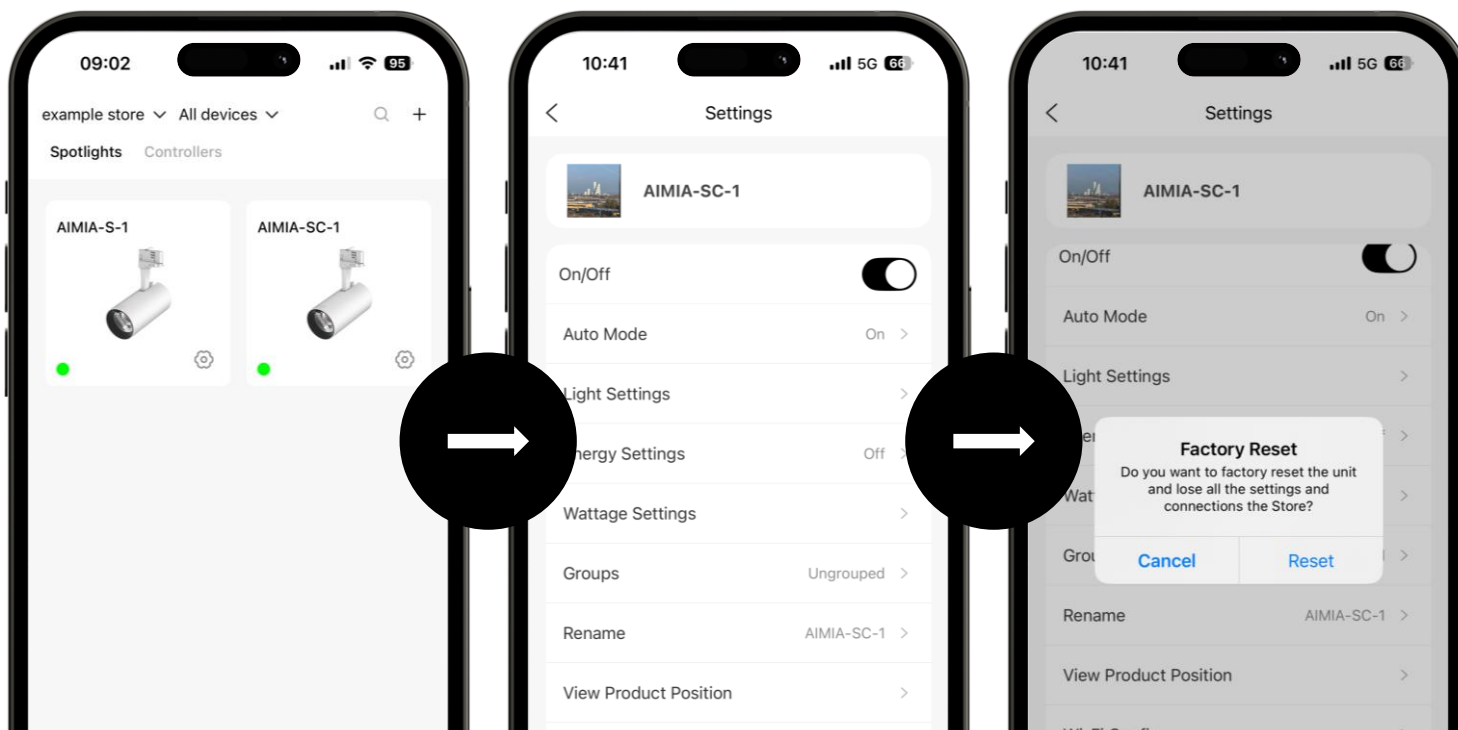 09:02
95
example store
All devices
Spotlights
Controllers
AIMIA-S-1
AIMIA-SC-1
10:41
5G 66
Settings
AIMIA-SC-1
On/Off
Auto Mode
On
Light Settings
Energy Settings
Off
Wattage Settings
Groups
Ungrouped
Rename
AIMIA-SC-1
View Product Position
10:41
5G 66
Settings
AIMIA-SC-1
On/Off
Auto Mode
On
Light Settings
Factory Reset
Do you want to factory reset the unit
and lose all the settings and
connections the Store?
Cancel
Reset
Rename
AIMIA-SC-1
View Product Position